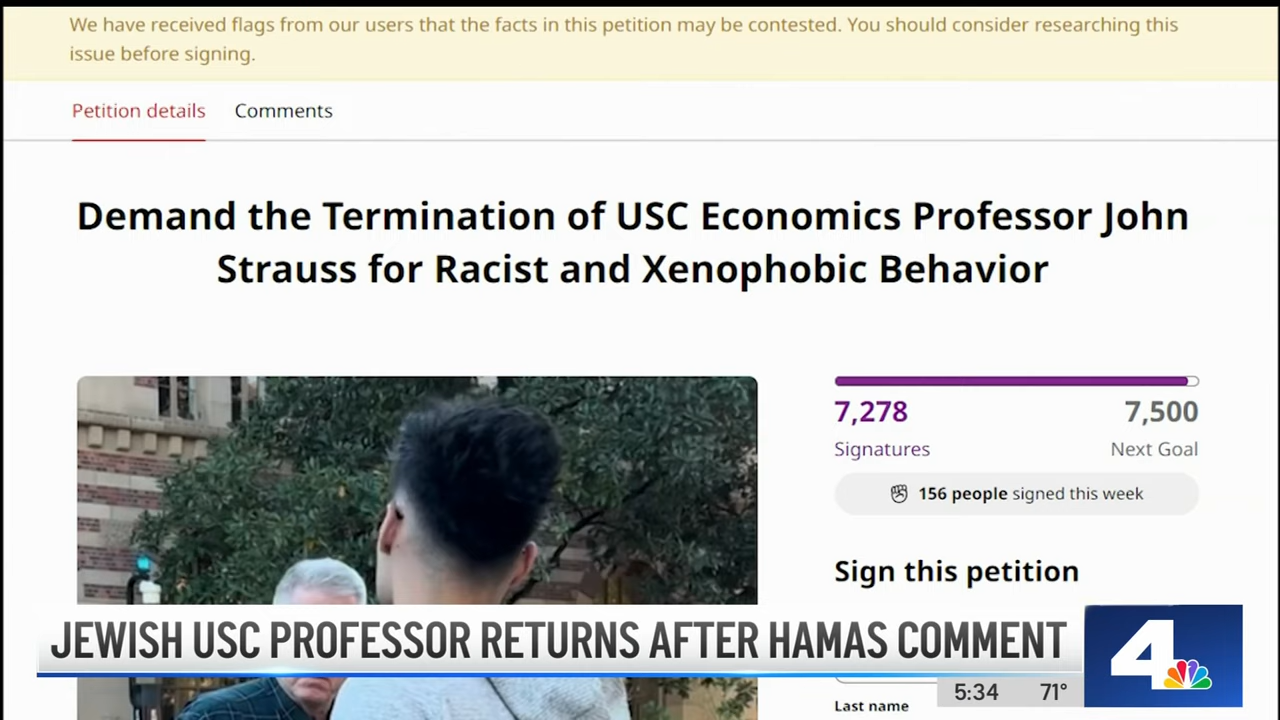 We have received flags from our users that the facts in this petition may be contested. You should consider researching this
issue before signing.
Petition details
Comments
Demand the Termination of USC Economics Professor John
Strauss for Racist and Xenophobic Behavior
7,278
7,500
Signatures
Next Goal
156 people signed this week
Sign this petition
JEWISH USC PROFESSOR RETURNS AFTER HAMAS COMMENT
4
5:34 71°
Last name